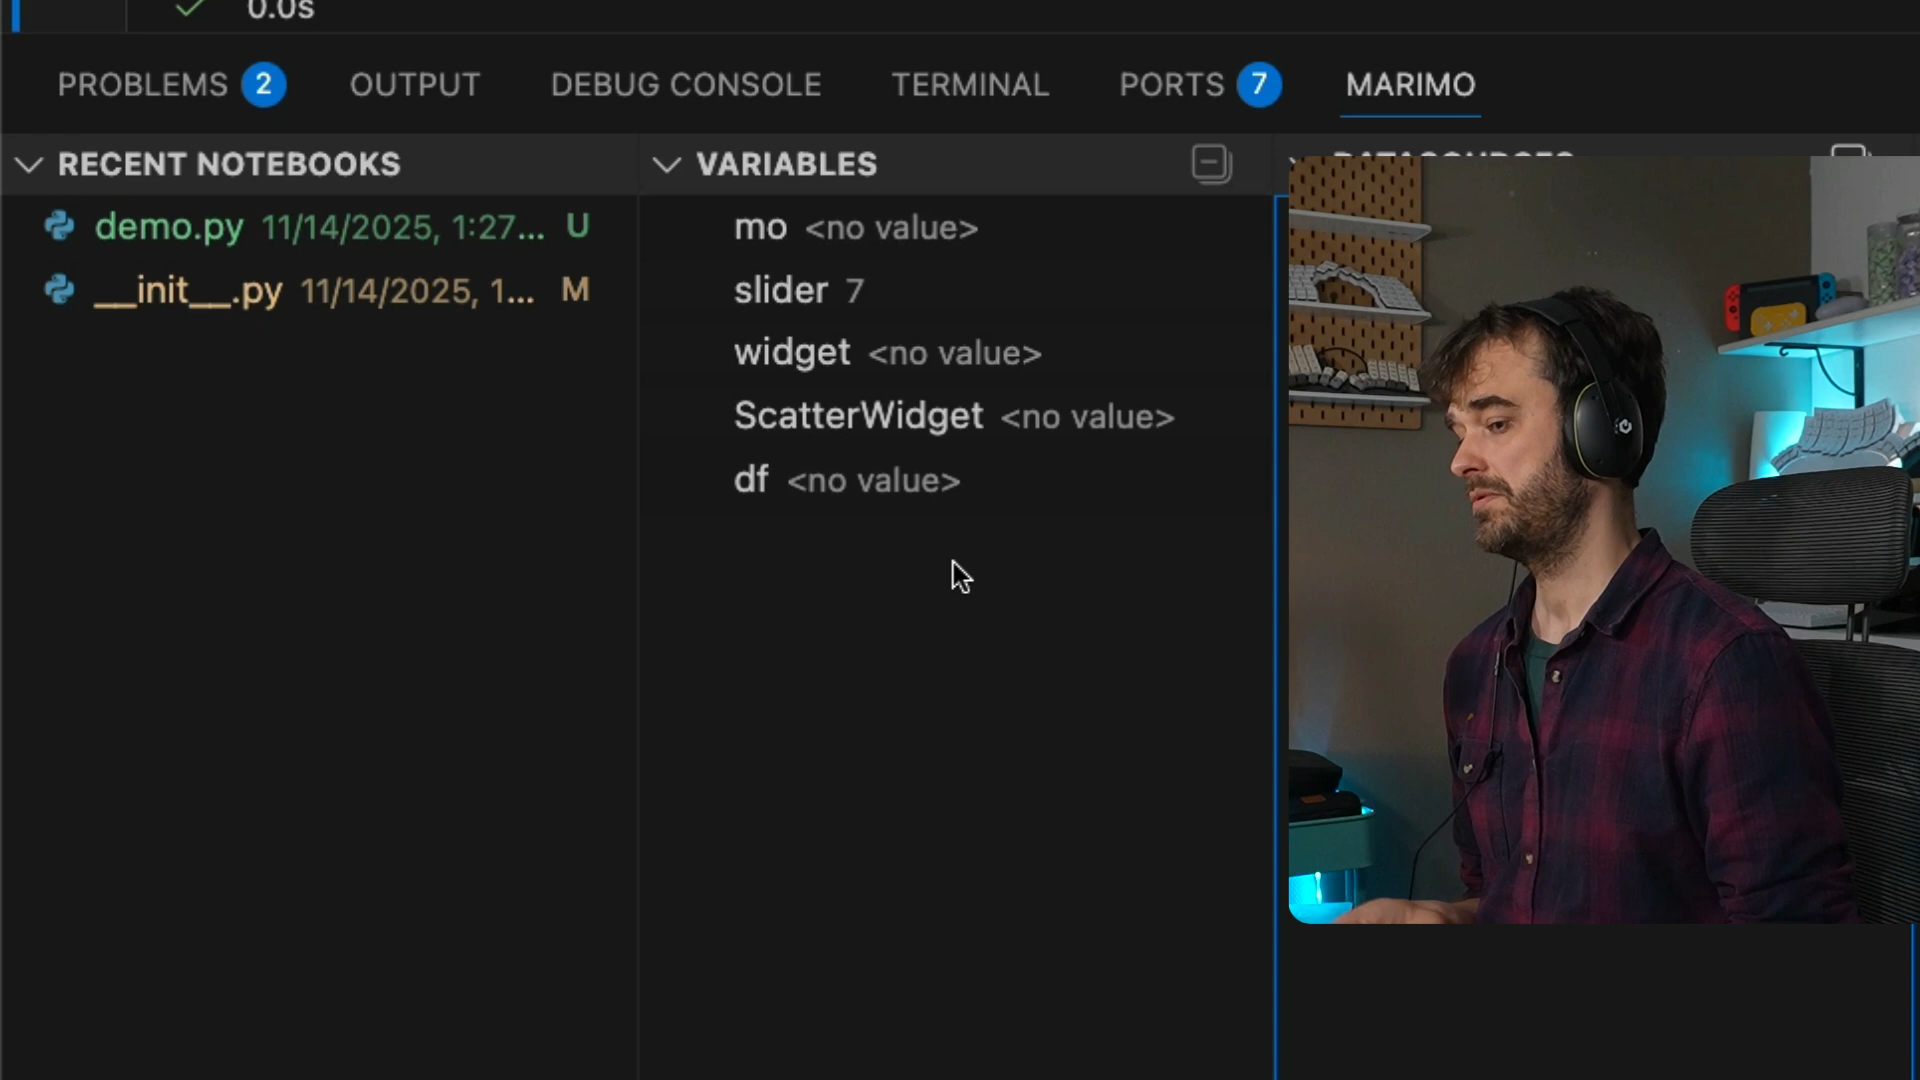 0.0s
PROBLEMS 2 OUTPUT DEBUG CONSOLE TERMINAL PORTS 7 MARIMO
RECENT NOTEBOOKS
demo.py 11/14/2025, 1:27... U
__init__.py 11/14/2025, 1... M
VARIABLES
mo <no value>
slider 7
widget <no value>
ScatterWidget <no value>
df <no value>
DATASOURCES